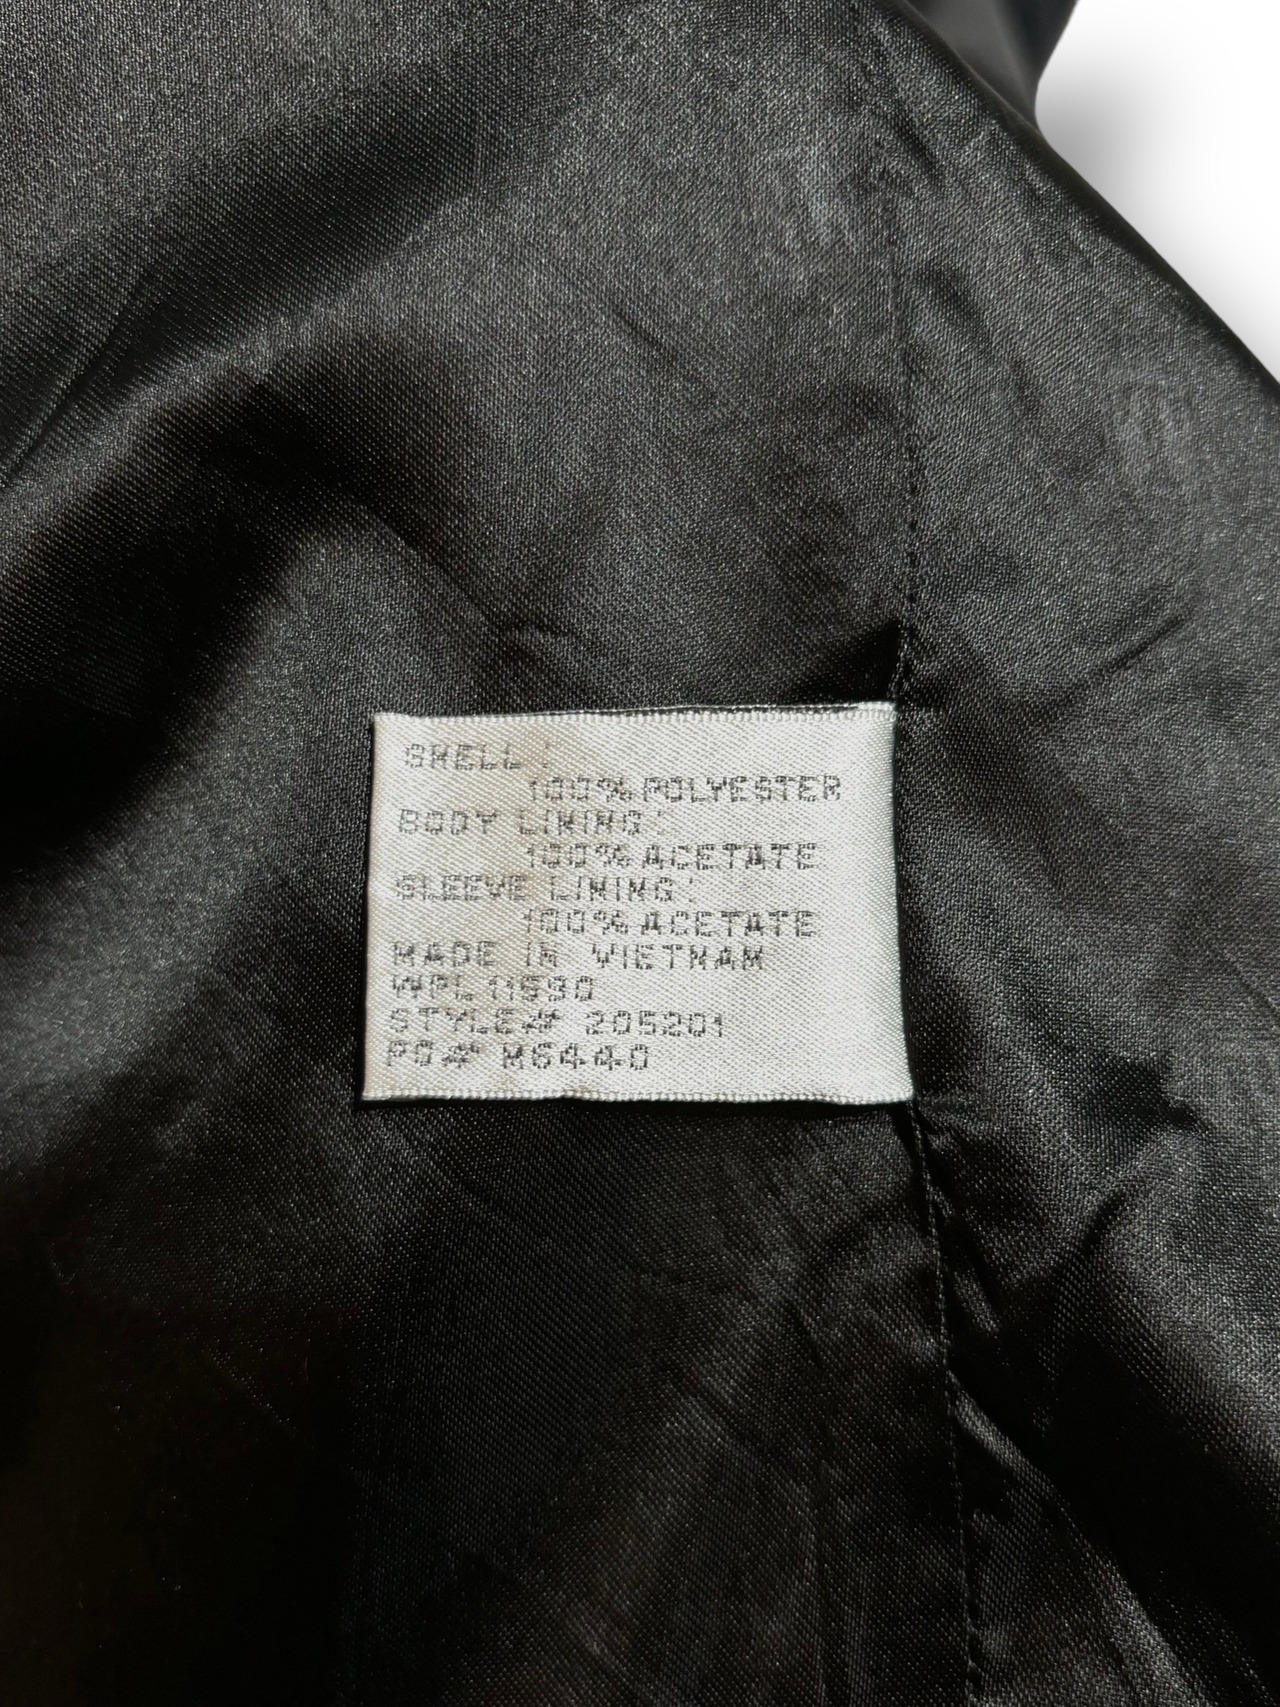 SHELL :
100% POLYESTER
BODY LINING :
100% ACETATE
SLEEVE LINING :
100% ACETATE
MADE IN VIETNAM
WPL 11590
STYLE# 205201
PO# M6440